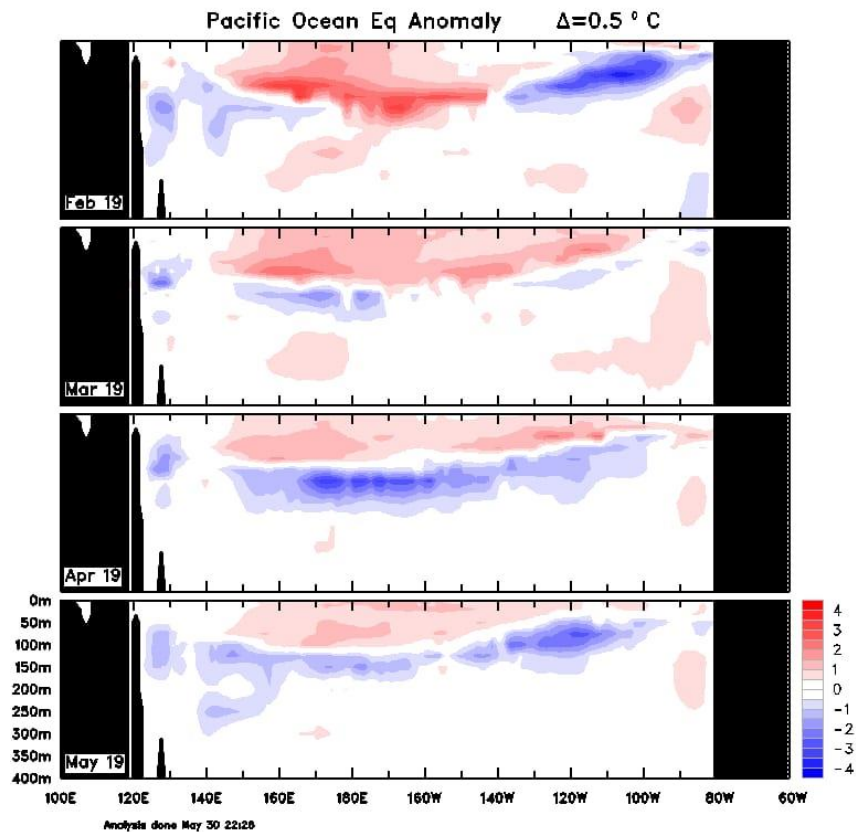 Pacific Ocean Eq Anomaly Δ=0.5 ° C
Feb 19
Mar 19
Apr 19
0m
50m
100m
150m
200m
250m
300m
350m
400m
May 19
4
3
2
1
0
-1
-2
-3
-4
100E 120E 140E 160E 180E 160W 140W 120W 100W 80W 60W
Analysis done May 30 22:26